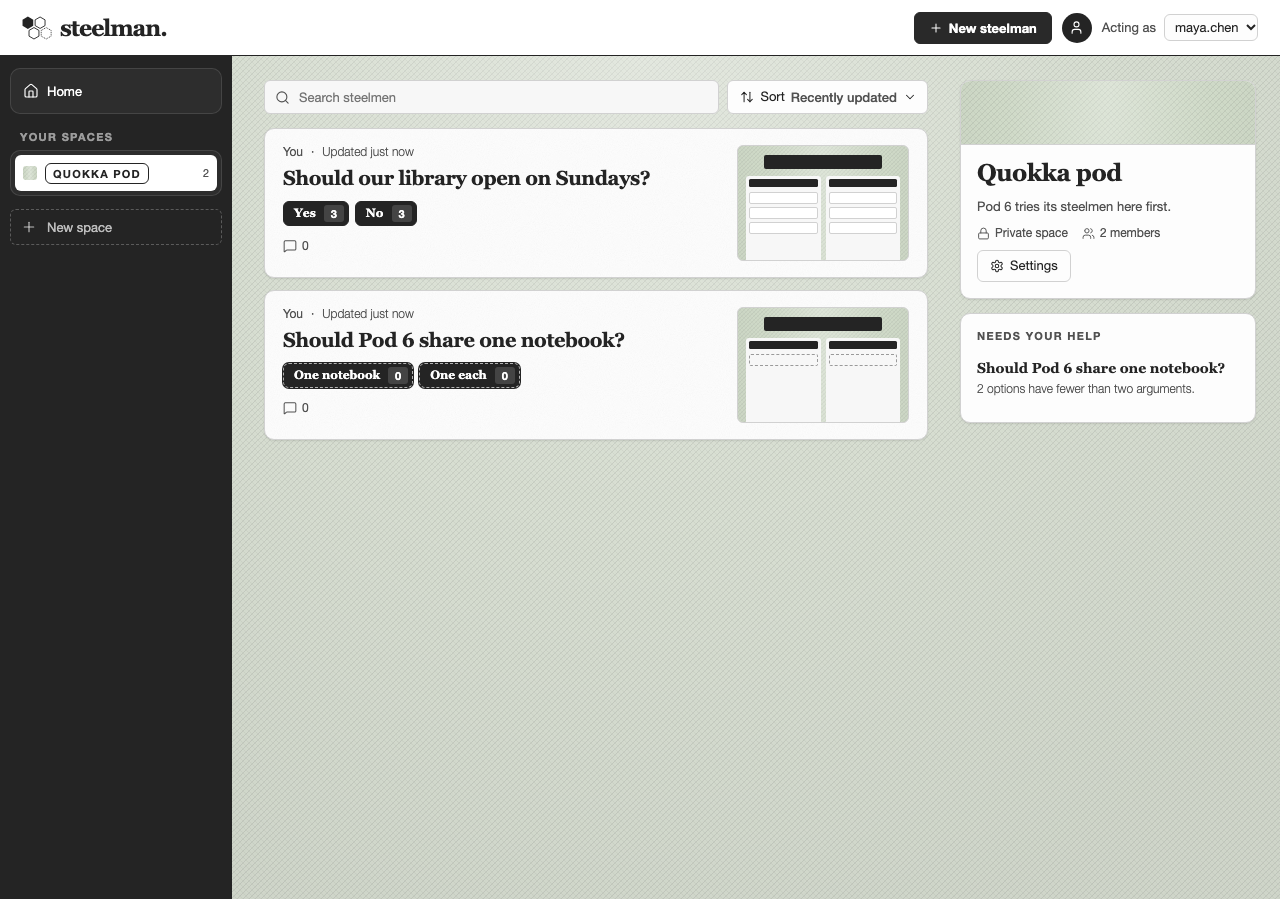 steelman.
New steelman
Acting as
maya.chen
Home
YOUR SPACES
QUOKKA POD
2
New space
Search steelmen
Sort Recently updated
You · Updated just now
Should our library open on Sundays?
Yes 3
No 3
0
You · Updated just now
Should Pod 6 share one notebook?
One notebook 0
One each 0
0
Quokka pod
Pod 6 tries its steelmen here first.
Private space
2 members
Settings
NEEDS YOUR HELP
Should Pod 6 share one notebook?
2 options have fewer than two arguments.